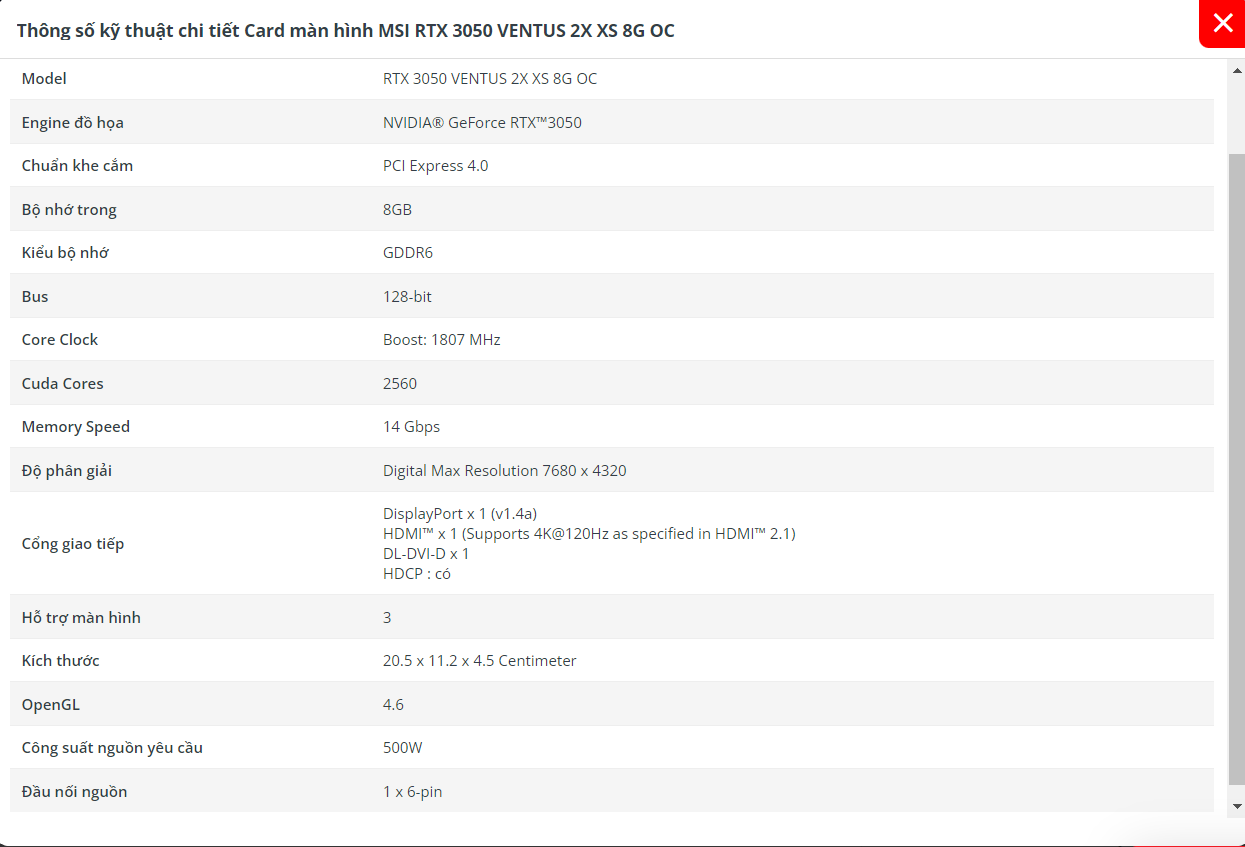 Thông số kỹ thuật chi tiết Card màn hình MSI RTX 3050 VENTUS 2X XS 8G OC
Model RTX 3050 VENTUS 2X XS 8G OC
Engine đồ họa NVIDIA® GeForce RTX™3050
Chuẩn khe cắm PCI Express 4.0
Bộ nhớ trong 8GB
Kiểu bộ nhớ GDDR6
Bus 128-bit
Core Clock Boost: 1807 MHz
Cuda Cores 2560
Memory Speed 14 Gbps
Độ phân giải Digital Max Resolution 7680 x 4320
Cổng giao tiếp
DisplayPort x 1 (v1.4a)
HDMI™ x 1 (Supports 4K@120Hz as specified in HDMI™ 2.1)
DL-DVI-D x 1
HDCP : có
Hỗ trợ màn hình 3
Kích thước 20.5 x 11.2 x 4.5 Centimeter
OpenGL 4.6
Công suất nguồn yêu cầu 500W
Đầu nối nguồn 1 x 6-pin